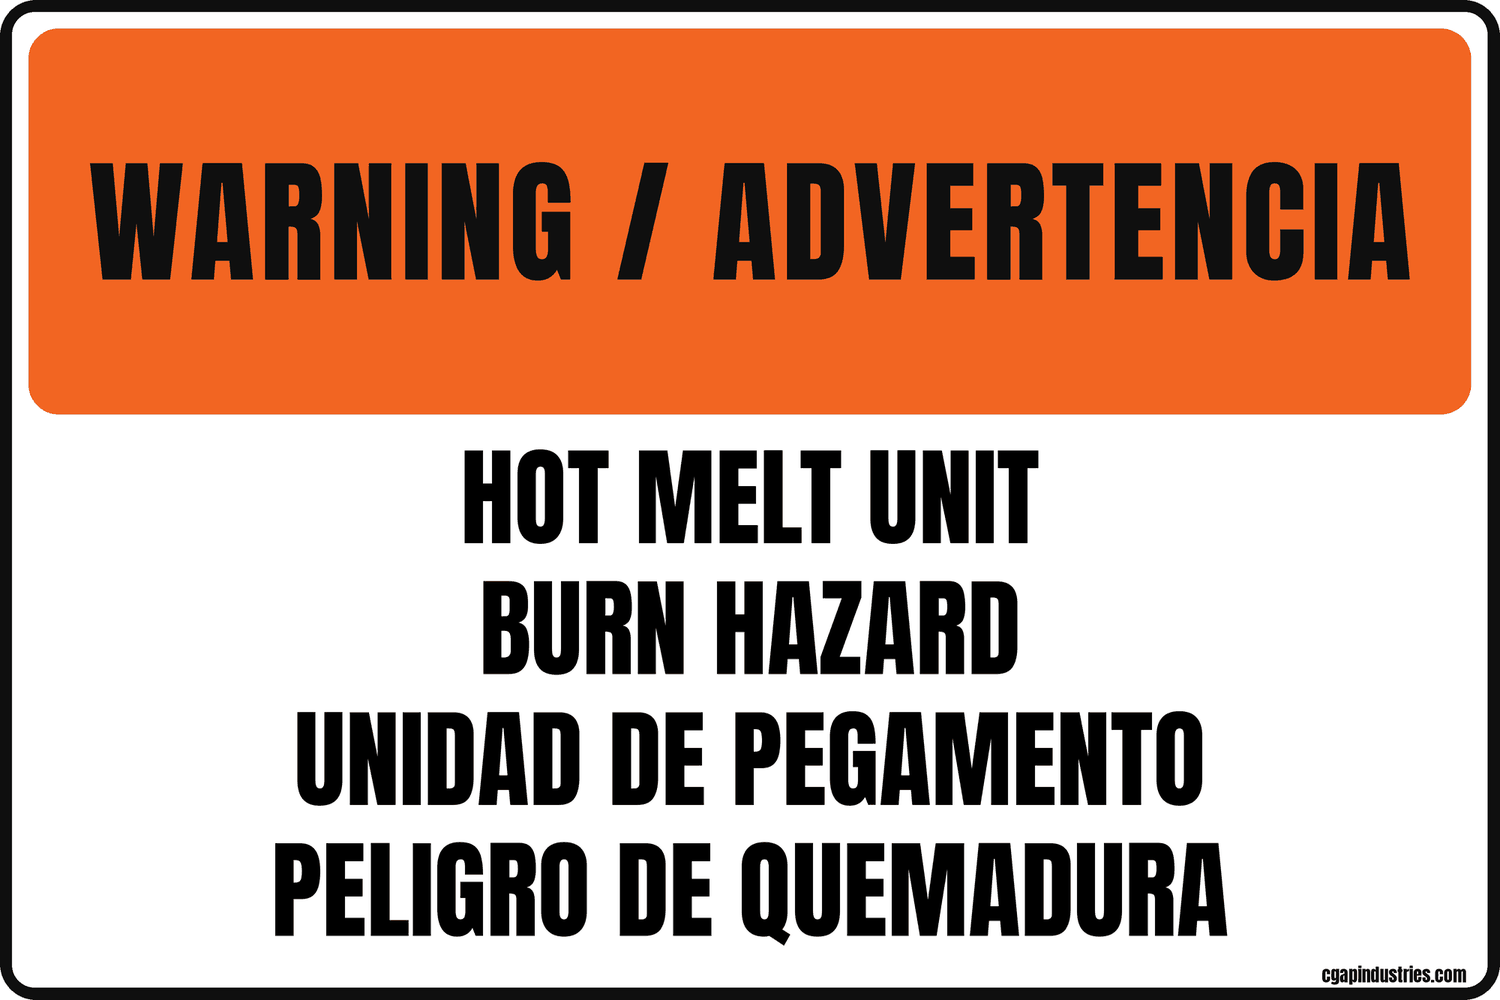 WARNING / ADVERTENCIA
HOT MELT UNIT
BURN HAZARD
UNIDAD DE PEGAMENTO
PELIGRO DE QUEMADURA
cgapindustries.com